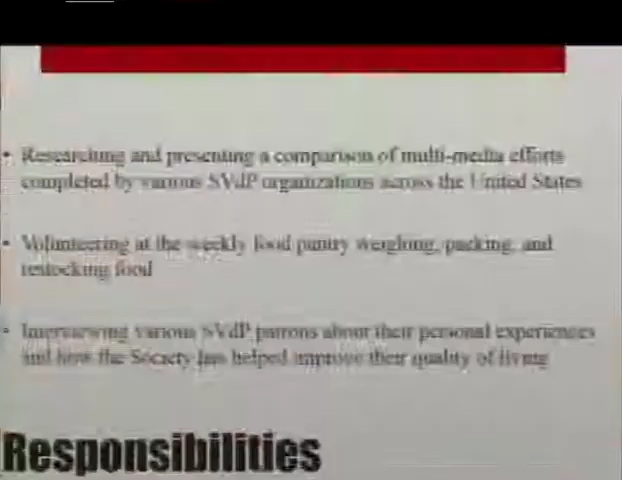 • Researching and presenting a comparison of multi-media efforts
completed by various SVdP organizations across the United States
• Volunteering at the weekly food pantry weighing, packing, and
restocking food
• Interviewing various SVdP patrons about their personal experiences
and how the Society has helped improve their quality of living
Responsibilities